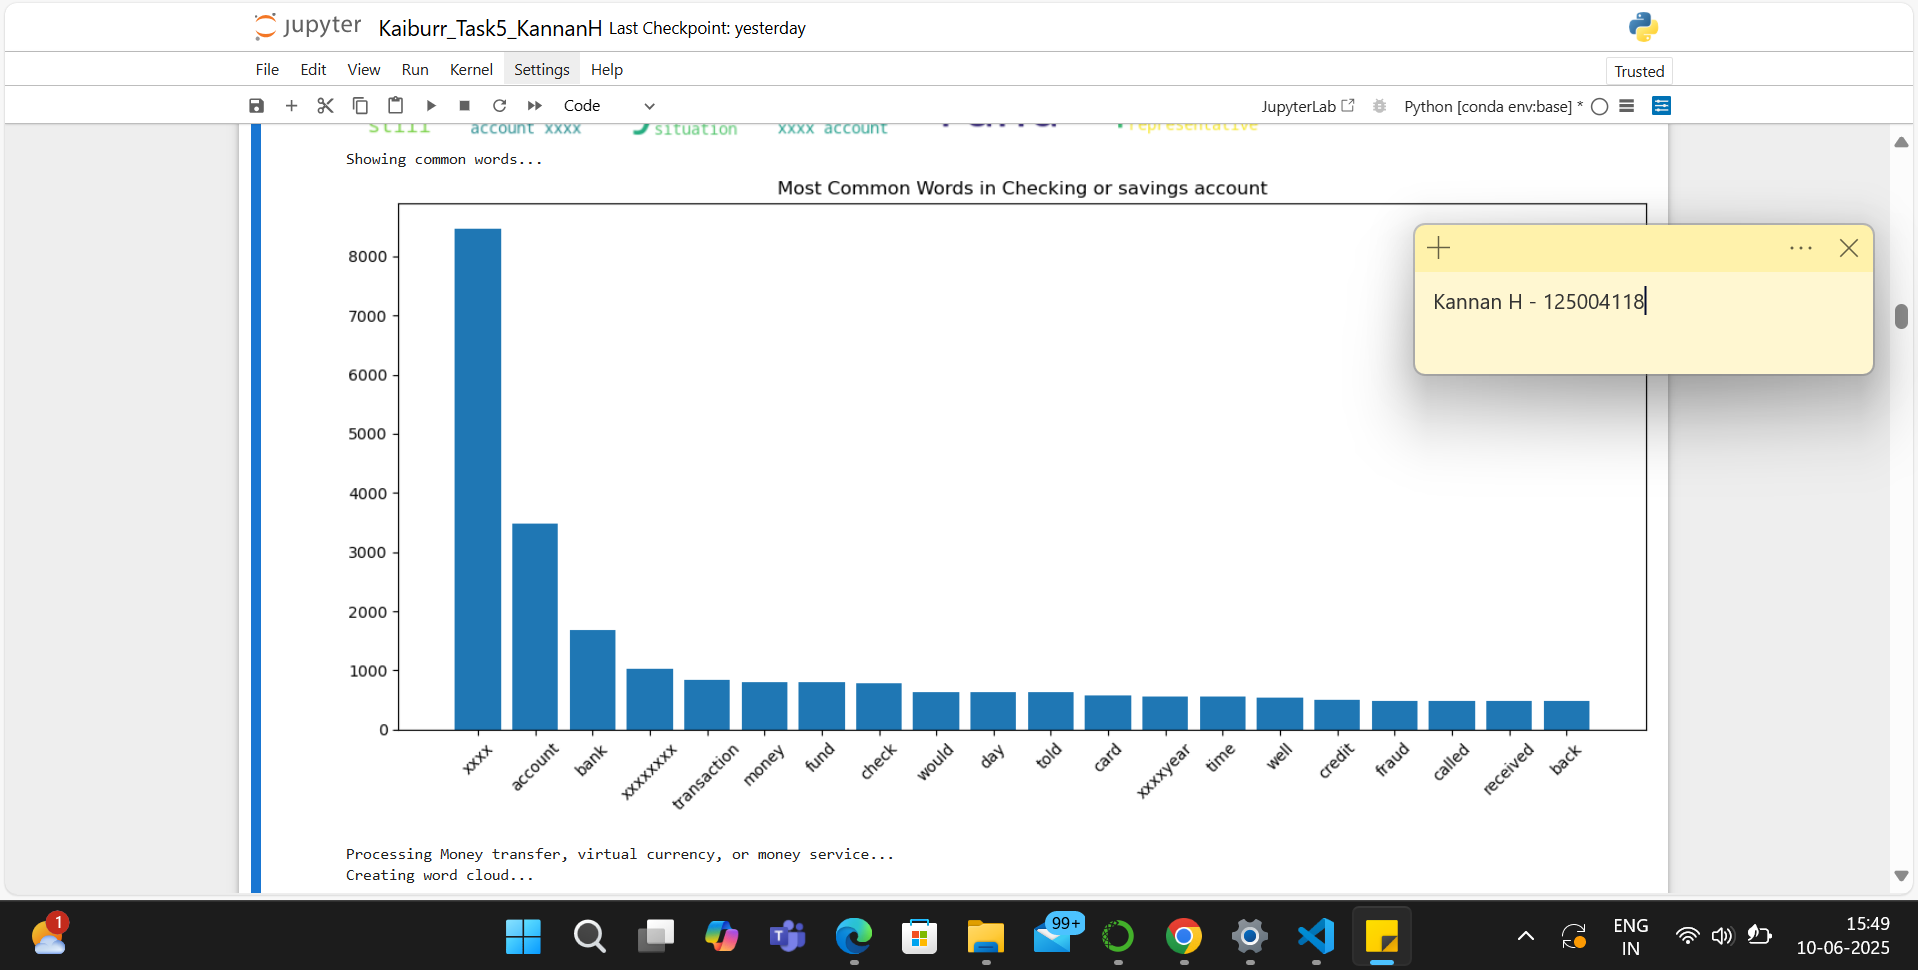 jupyter Kaiburr_Task5_KannanH Last Checkpoint: yesterday
File Edit View Run Kernel Settings Help
Trusted
Code
JupyterLab
Python [conda env:base] *
still account xxxx situation xxxx account representative
Showing common words...
Most Common Words in Checking or savings account
8000
7000
6000
5000
4000
3000
2000
1000
0
xxxx account bank xxxxxxxx transaction money fund check would day told card xxxxyear time well credit fraud called received back
Kannan H - 125004118
Processing Money transfer, virtual currency, or money service...
Creating word cloud...
1
99+
ENG
IN
15:49
10-06-2025